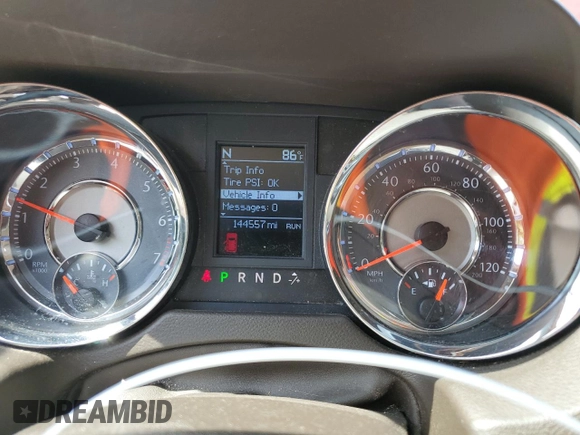 N 86°F
Trip Info
Tire PSI: OK
Vehicle Info
Messages: 0
144557 mi RUN
P R N D
0 1 2 3 4 5 6 7
RPM
x1000
H
0 20 40 60 80 100 120
MPH
E F
DREAMBID